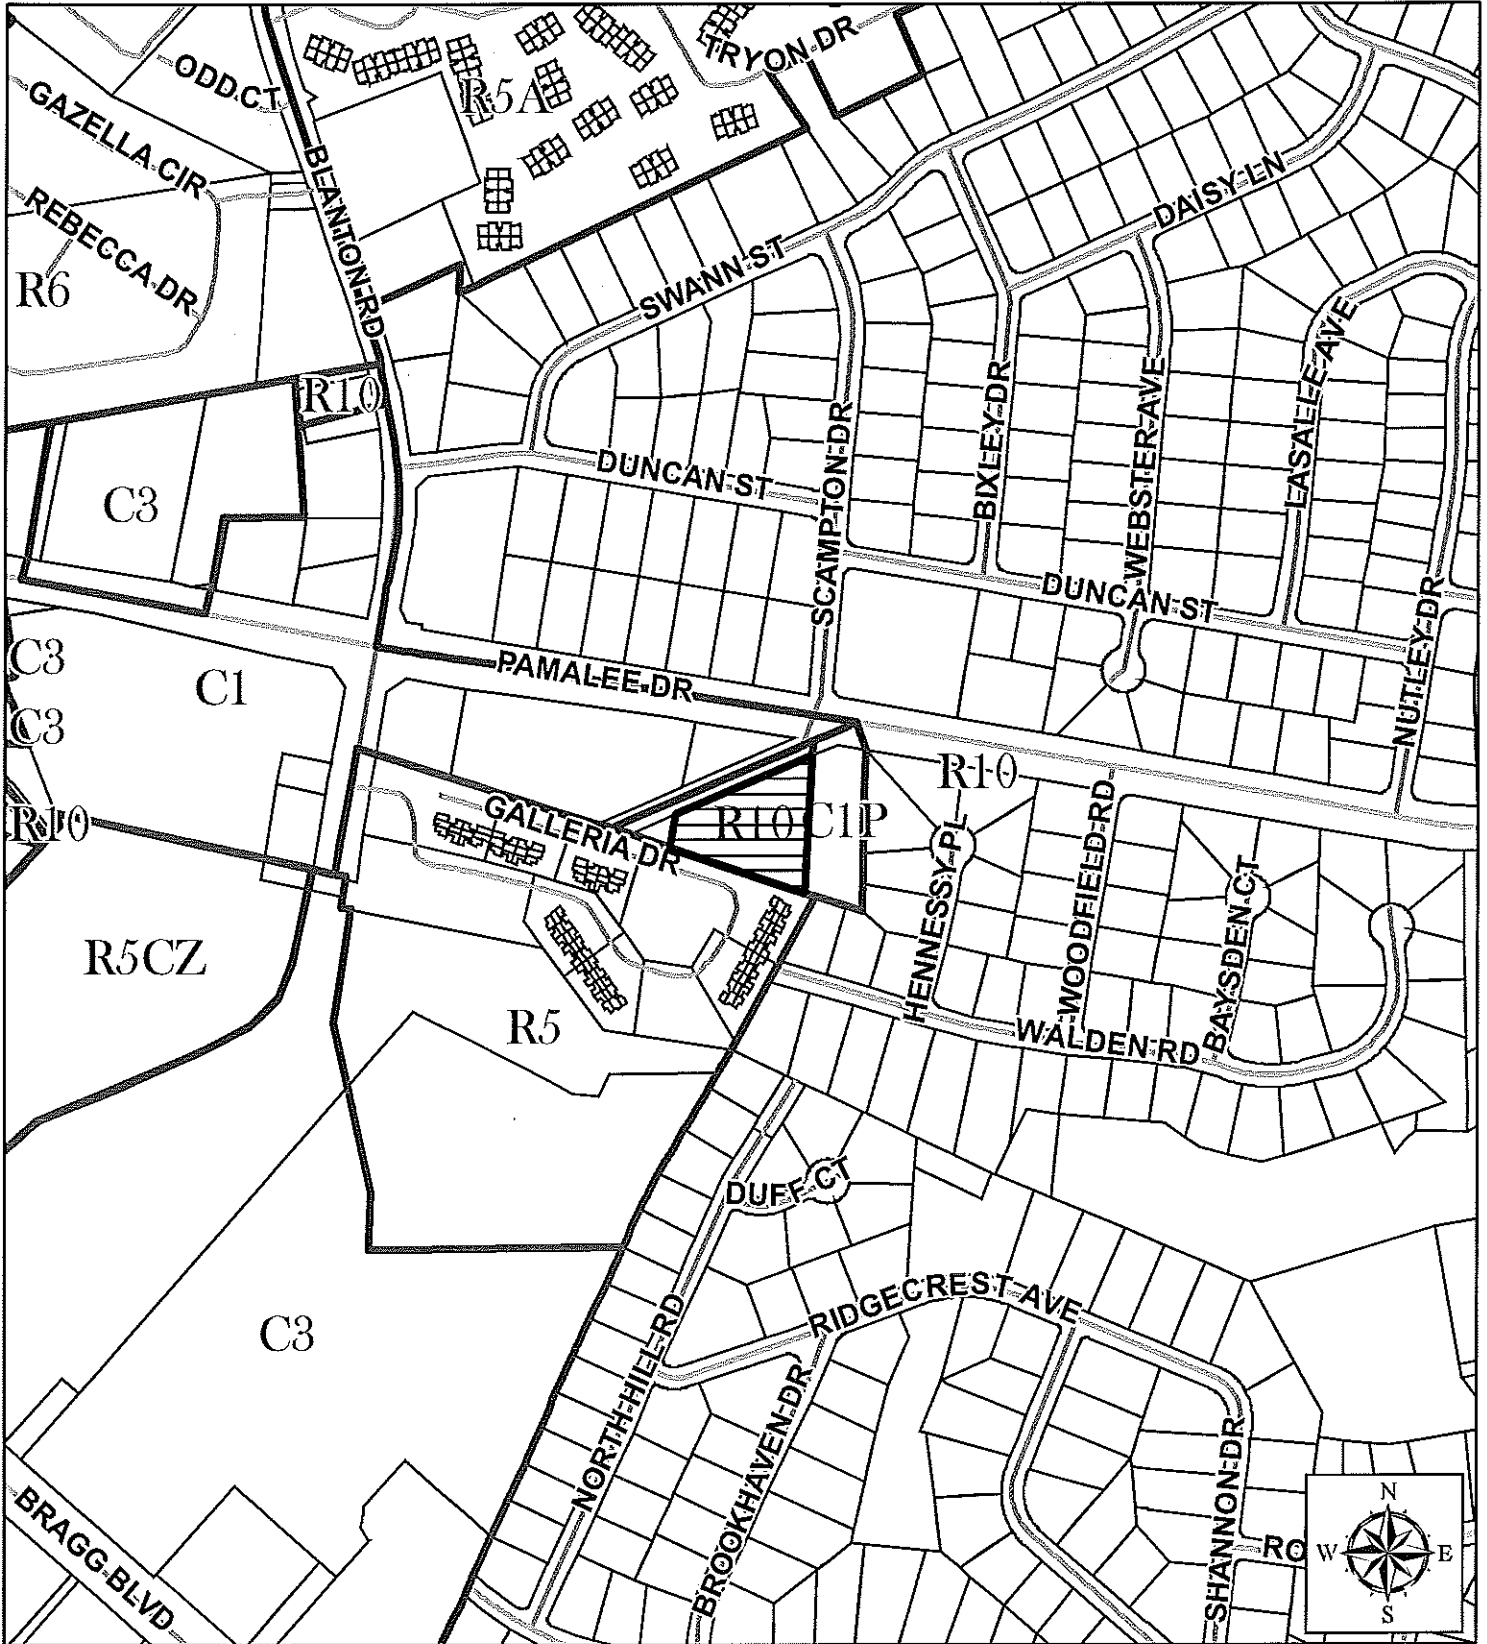 TRYON DR
ODD CT
R5A
GAZELLA CIR
BLANTON RD
REBECCA DR
DAISY LN
R6
SWANN ST
LASALLE AVE
R10
BIXLEY DR
WEBSTER AVE
SCAMPTON DR
DUNCAN ST
C3
DUNCAN ST
NUTLEY DR
C3
C1
PAMALEE DR
C3
R10
R10
GALLERIA DR
R10
C1P
HENNESSY PL
WOODFIELD RD
BAYSDEN CT
R5CZ
R5
WALDEN RD
DUFF CT
RIDGECREST AVE
C3
NORTH HILL RD
BROOKHAVEN DR
SHANNON DR
BRAGG BLVD
RO
N
W
E
S